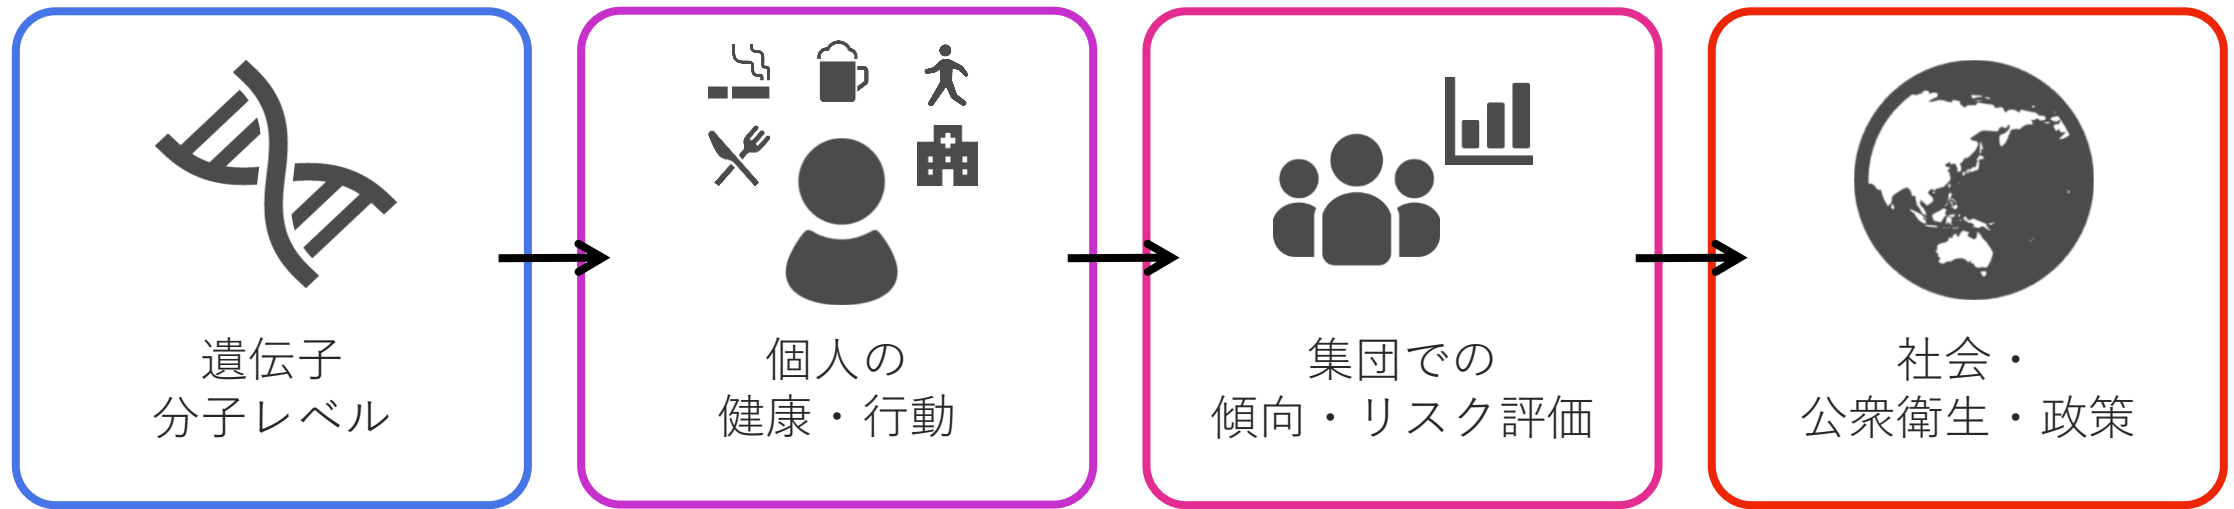 遺伝子
分子レベル
個人の
健康・行動
集団での
傾向・リスク評価
社会・
公衆衛生・政策